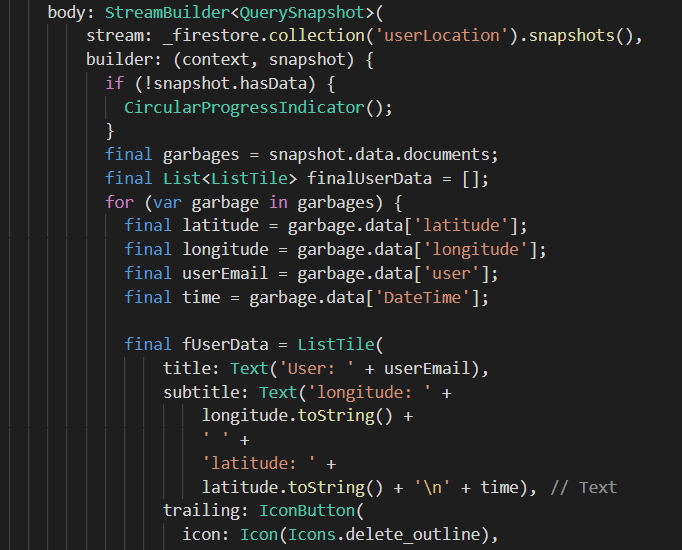 body: StreamBuilder<QuerySnapshot>(
stream: _firestore.collection('userLocation').snapshots(),
builder: (context, snapshot) {
if (!snapshot.hasData) {
CircularProgressIndicator();
}
final garbages = snapshot.data.documents;
final List<ListTile> finalUserData = [];
for (var garbage in garbages) {
final latitude = garbage.data['latitude'];
final longitude = garbage.data['longitude'];
final userEmail = garbage.data['user'];
final time = garbage.data['DateTime'];
final fUserData = ListTile(
title: Text('User: ' + userEmail),
subtitle: Text('longitude: ' +
longitude.toString() +
' ' +
'latitude: ' +
latitude.toString() + '\n' + time), // Text
trailing: IconButton(
icon: Icon(Icons.delete_outline),